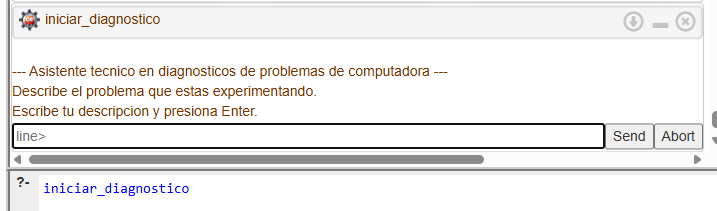 iniciar_diagnostico
--- Asistente tecnico en diagnosticos de problemas de computadora ---
Describe el problema que estas experimentando.
Escribe tu descripcion y presiona Enter.
line> Send Abort
?- iniciar_diagnostico